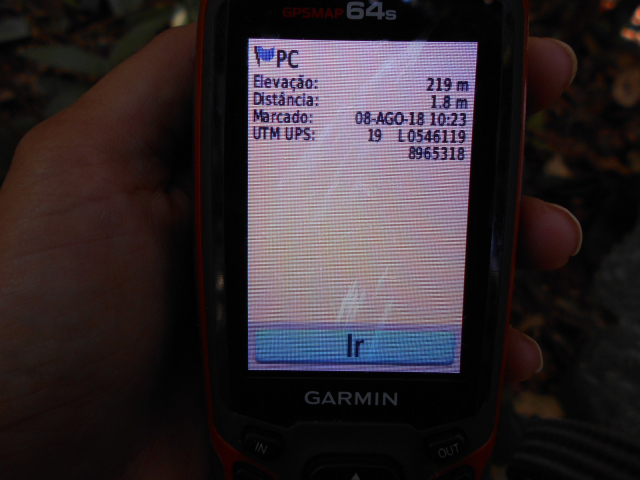 GPSMAP 64s
PC
Elevação: 219 m
Distância: 1.8 m
Marcado: 08-AGO-18 10:23
UTM UPS: 19 L 0546119
8965318
Ir
GARMIN
IN OUT